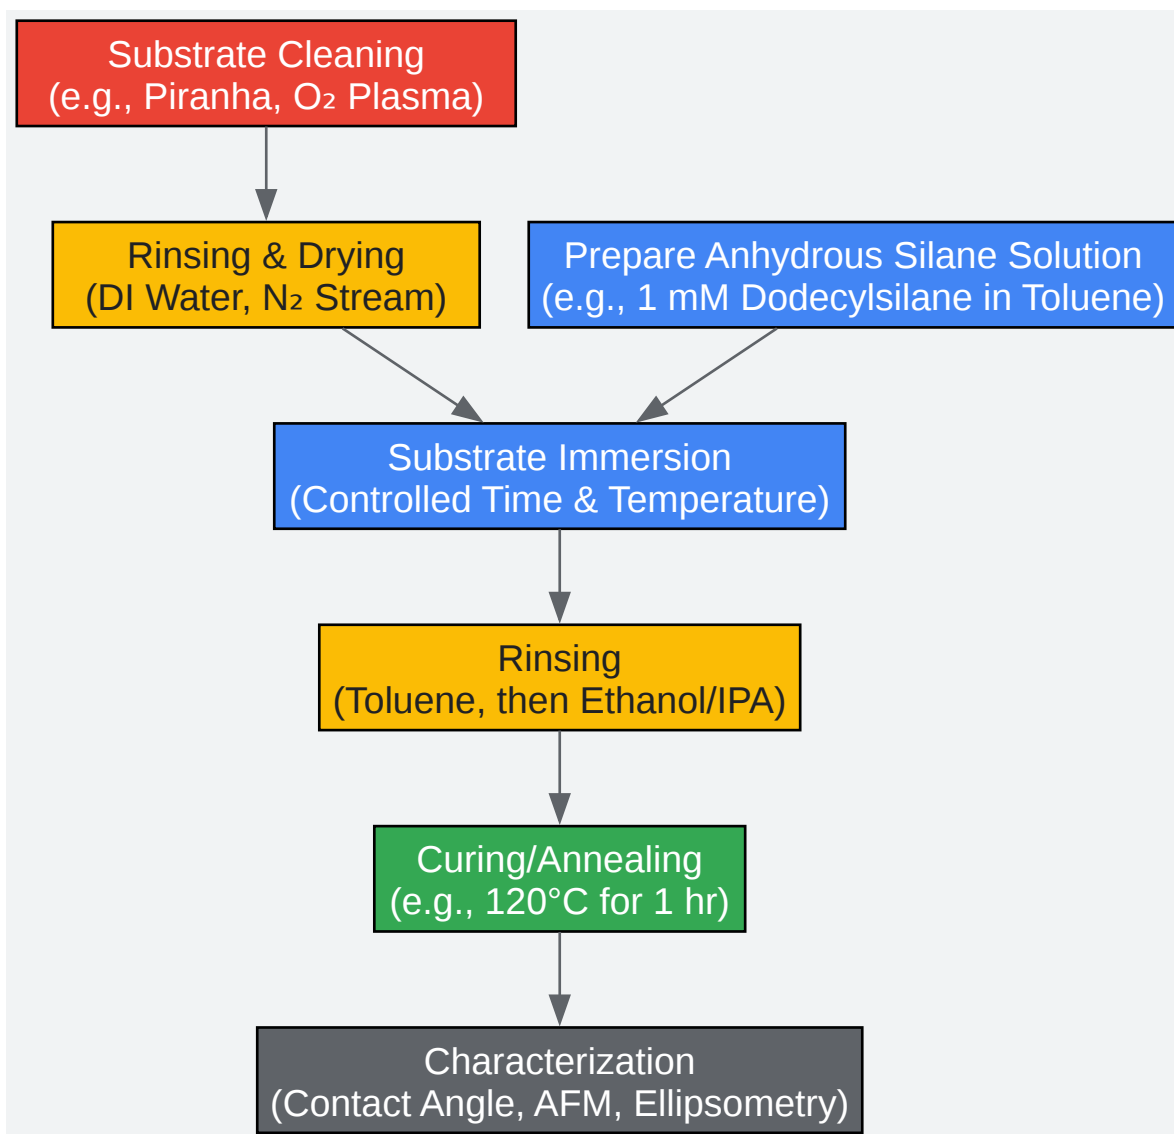 Substrate Cleaning
(e.g., Piranha, O₂ Plasma)
Rinsing & Drying
(DI Water, N₂ Stream)
Prepare Anhydrous Silane Solution
(e.g., 1 mM Dodecylsilane in Toluene)
Substrate Immersion
(Controlled Time & Temperature)
Rinsing
(Toluene, then Ethanol/IPA)
Curing/Annealing
(e.g., 120°C for 1 hr)
Characterization
(Contact Angle, AFM, Ellipsometry)